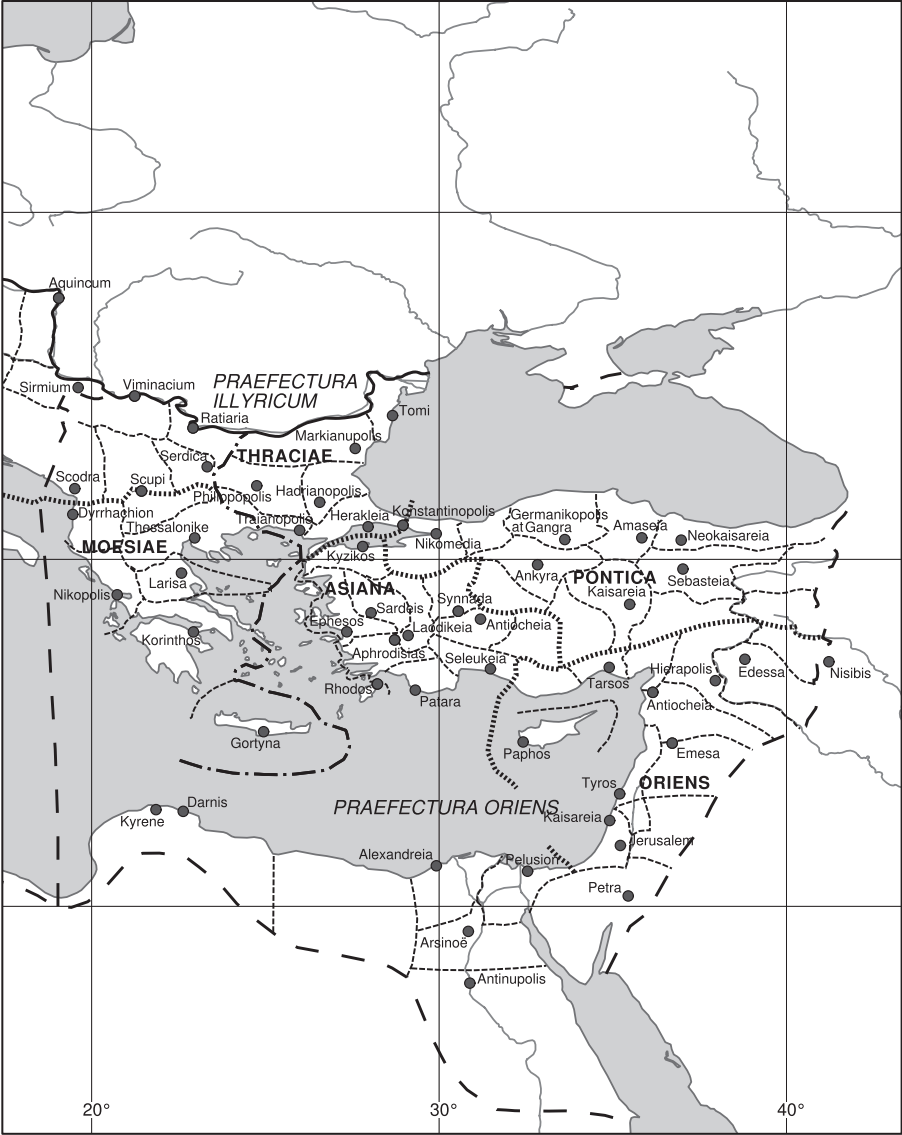 Aquincum
Sirmium
Viminacium
PRAEFECTURA
ILLYRICUM
Ratiaria
Tomi
Markianupolis
THRACIAE
Serdica
Scodra
Scupi
Philippopolis
Hadrianopolis
Dyrrhachion
Thessalonike
Traianopolis
Herakleia
Konstantinopolis
Germanikopolis
at Gangra
Amaseia
Neokaisareia
MOESIAE
Kyzikos
Nikomedia
Larisa
ASIANA
Ankyra
PONTICA
Sebasteia
Nikopolis
Kaisareia
Synnada
Sardeis
Ephesos
Laodikeia
Antiocheia
Korinthos
Aphrodisias
Seleukeia
Hierapolis
Edessa
Nisibis
Rhodos
Patara
Tarsos
Antiocheia
Gortyna
Paphos
Emesa
Tyros
ORIENS
Darnis
Kyrene
PRAEFECTURA ORIENS
Kaisareia
Jerusalem
Alexandreia
Pelusion
Petra
Arsinoë
Antinupolis
20°
30°
40°